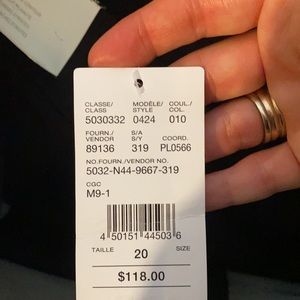 CLASSE/ MODÈLE/ COUL./
CLASS STYLE COL.
5030332 0424 010
FOURN./ S/A
VENDOR S/Y COORD.
89136 319 PL0566
NO.FOURN./VENDOR NO.
5032-N44-9667-319
CGC
M9-1
4 50151 44503 6
TAILLE SIZE
20
$118.00